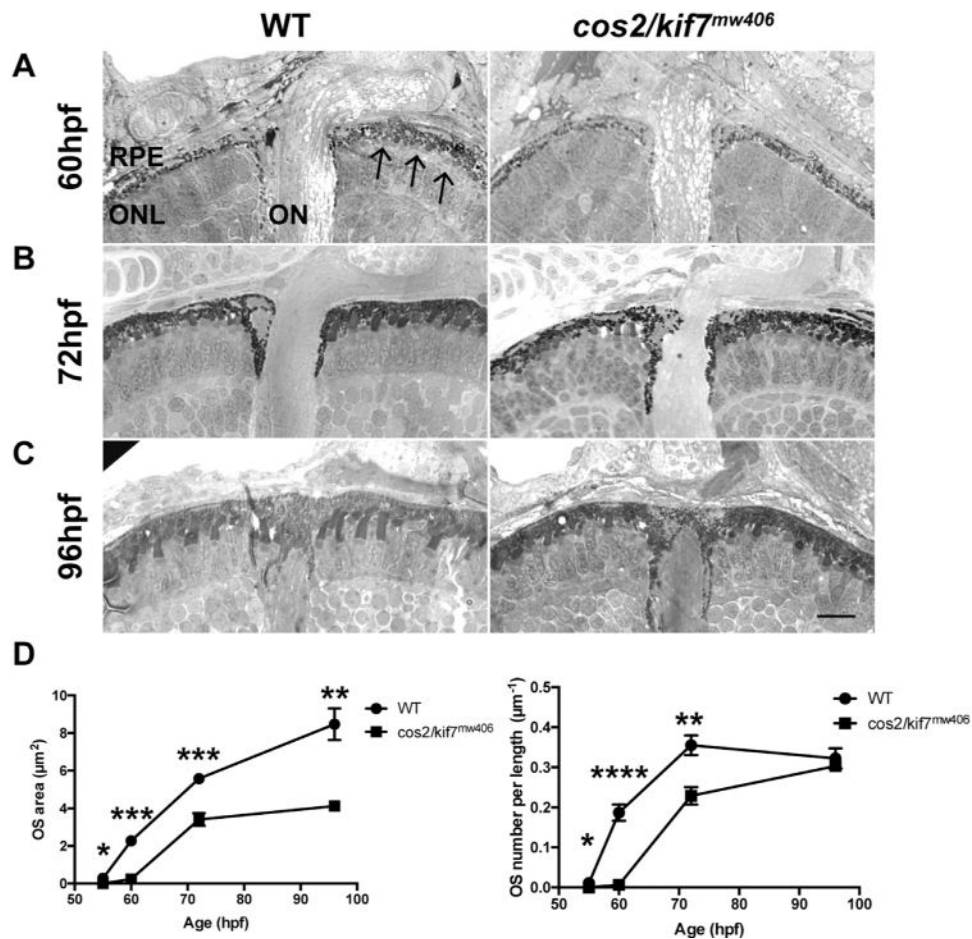 WT
cos2/kif7mw406
A
60hpf
RPE
ONL
ON
B
72hpf
C
96hpf
D
10
8
6
4
2
0
OS area (µm²)
50
60
70
80
90
100
Age (hpf)
*
***
***
**
WT
cos2/kif7mw406
0.5
0.4
0.3
0.2
0.1
0.0
OS number per length (µm⁻¹)
50
60
70
80
90
100
Age (hpf)
*
****
**
WT
cos2/kif7mw406